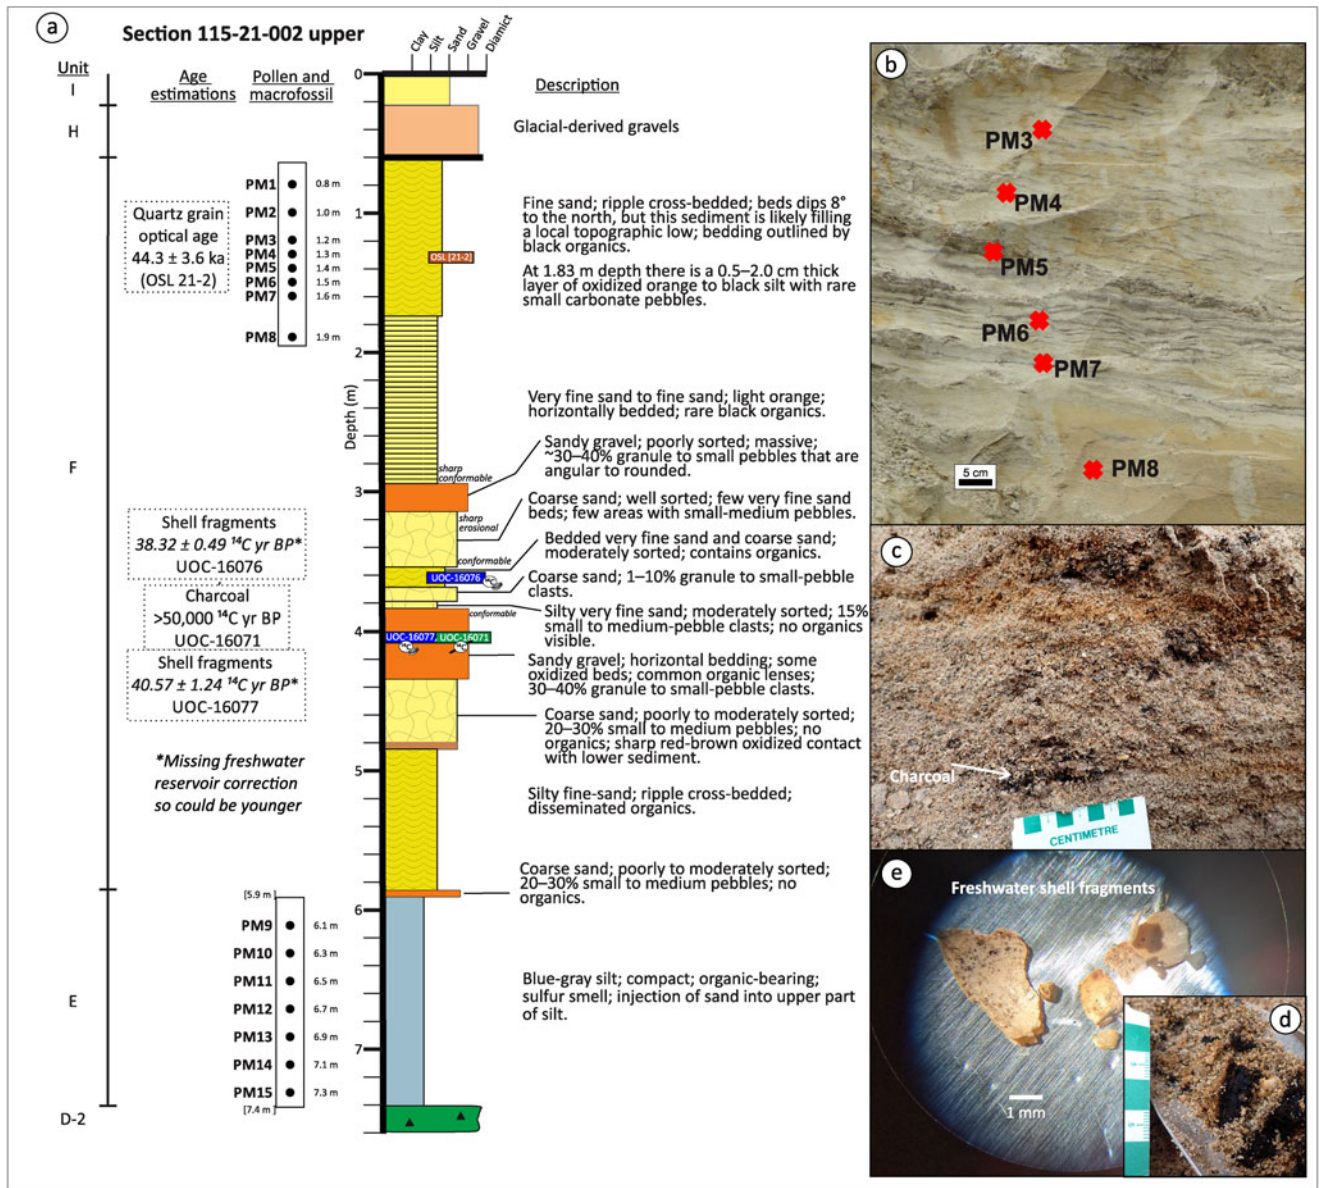 a
Section 115-21-002 upper
Unit
Age
estimations
Pollen and
macrofossil
Clay
Silt
Sand
Gravel
Diamict
Description
I
H
F
E
D-2
Depth (m)
0
1
2
3
4
5
6
7
Quartz grain
optical age
44.3 ± 3.6 ka
(OSL 21-2)
PM1 0.8 m
PM2 1.0 m
PM3 1.2 m
PM4 1.3 m
PM5 1.4 m
PM6 1.5 m
PM7 1.6 m
PM8 1.9 m
OSL [21-2]
Glacial-derived gravels
Fine sand; ripple cross-bedded; beds dips 8°
to the north, but this sediment is likely filling
a local topographic low; bedding outlined by
black organics.
At 1.83 m depth there is a 0.5–2.0 cm thick
layer of oxidized orange to black silt with rare
small carbonate pebbles.
Very fine sand to fine sand; light orange;
horizontally bedded; rare black organics.
sharp
conformable
Sandy gravel; poorly sorted; massive;
~30–40% granule to small pebbles that are
angular to rounded.
sharp
erosional
Coarse sand; well sorted; few very fine sand
beds; few areas with small-medium pebbles.
conformable
Bedded very fine sand and coarse sand;
moderately sorted; contains organics.
UOC-16076
Coarse sand; 1–10% granule to small-pebble
clasts.
conformable
Silty very fine sand; moderately sorted; 15%
small to medium-pebble clasts; no organics
visible.
UOC-16077,
UOC-16071
Sandy gravel; horizontal bedding; some
oxidized beds; common organic lenses;
30–40% granule to small-pebble clasts.
Coarse sand; poorly to moderately sorted;
20–30% small to medium pebbles; no
organics; sharp red-brown oxidized contact
with lower sediment.
Silty fine-sand; ripple cross-bedded;
disseminated organics.
Coarse sand; poorly to moderately sorted;
20–30% small to medium pebbles; no
organics.
Blue-gray silt; compact; organic-bearing;
sulfur smell; injection of sand into upper part
of silt.
Shell fragments
38.32 ± 0.49 ¹⁴C yr BP*
UOC-16076
Charcoal
>50,000 ¹⁴C yr BP
UOC-16071
Shell fragments
40.57 ± 1.24 ¹⁴C yr BP*
UOC-16077
*Missing freshwater
reservoir correction
so could be younger
[5.9 m]
PM9 6.1 m
PM10 6.3 m
PM11 6.5 m
PM12 6.7 m
PM13 6.9 m
PM14 7.1 m
PM15 7.3 m
[7.4 m]
b
PM3
PM4
PM5
PM6
PM7
PM8
5 cm
c
Charcoal
CENTIMETRE
e
Freshwater shell fragments
1 mm
d